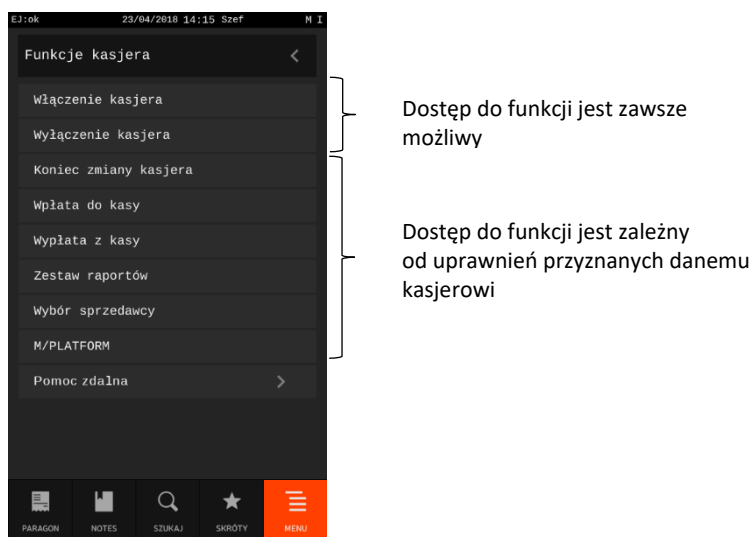 EJ:ok 23/04/2018 14:15 Szef M I
Funkcje kasjera
Włączenie kasjera
Wyłączenie kasjera
Koniec zmiany kasjera
Wpłata do kasy
Wypłata z kasy
Zestaw raportów
Wybór sprzedawcy
M/PLATFORM
Pomoc zdalna
PARAGON NOTES SZUKAJ SKRÓTY MENU
Dostęp do funkcji jest zawsze
możliwy
Dostęp do funkcji jest zależny
od uprawnień przyznanych danemu
kasjerowi